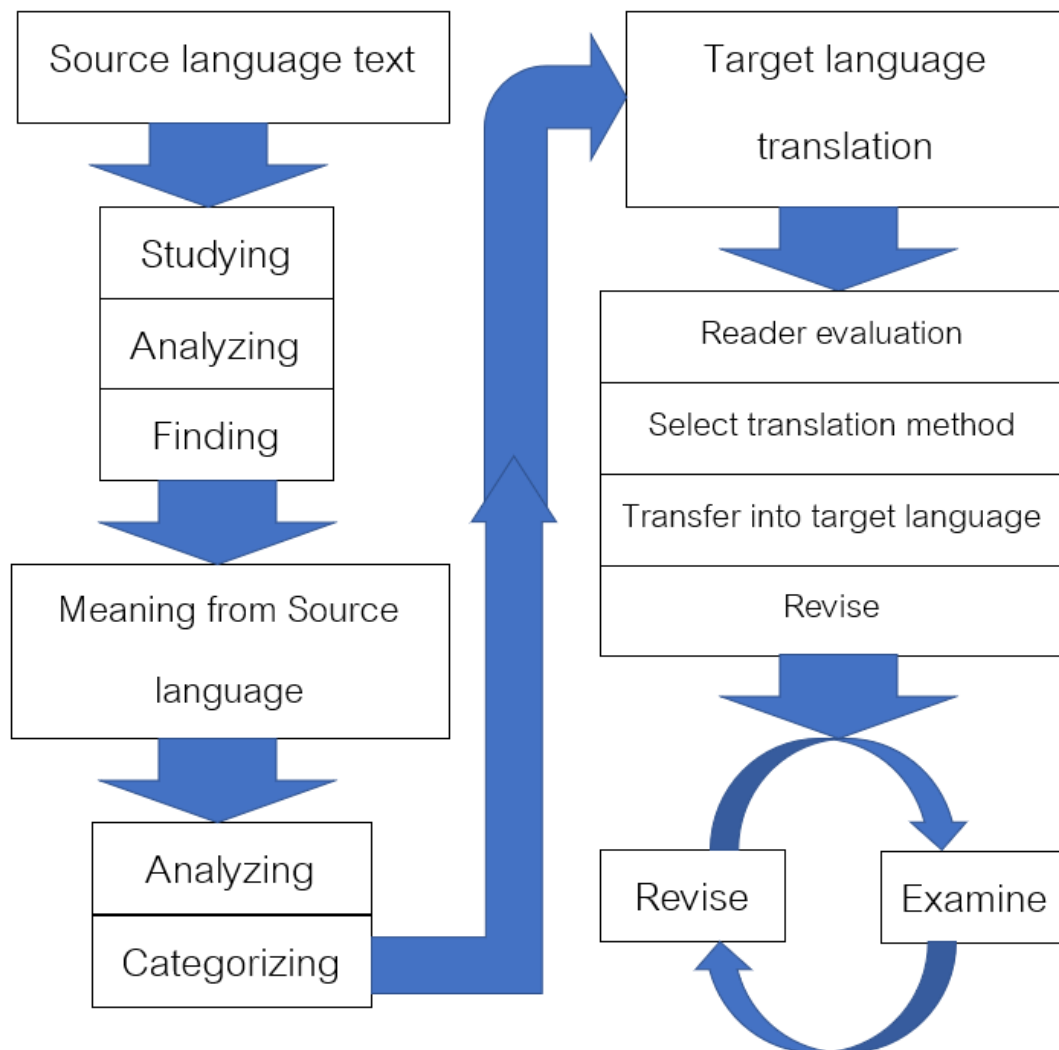 Source language text
Studying
Analyzing
Finding
Meaning from Source
language
Analyzing
Categorizing
Target language
translation
Reader evaluation
Select translation method
Transfer into target language
Revise
Revise
Examine